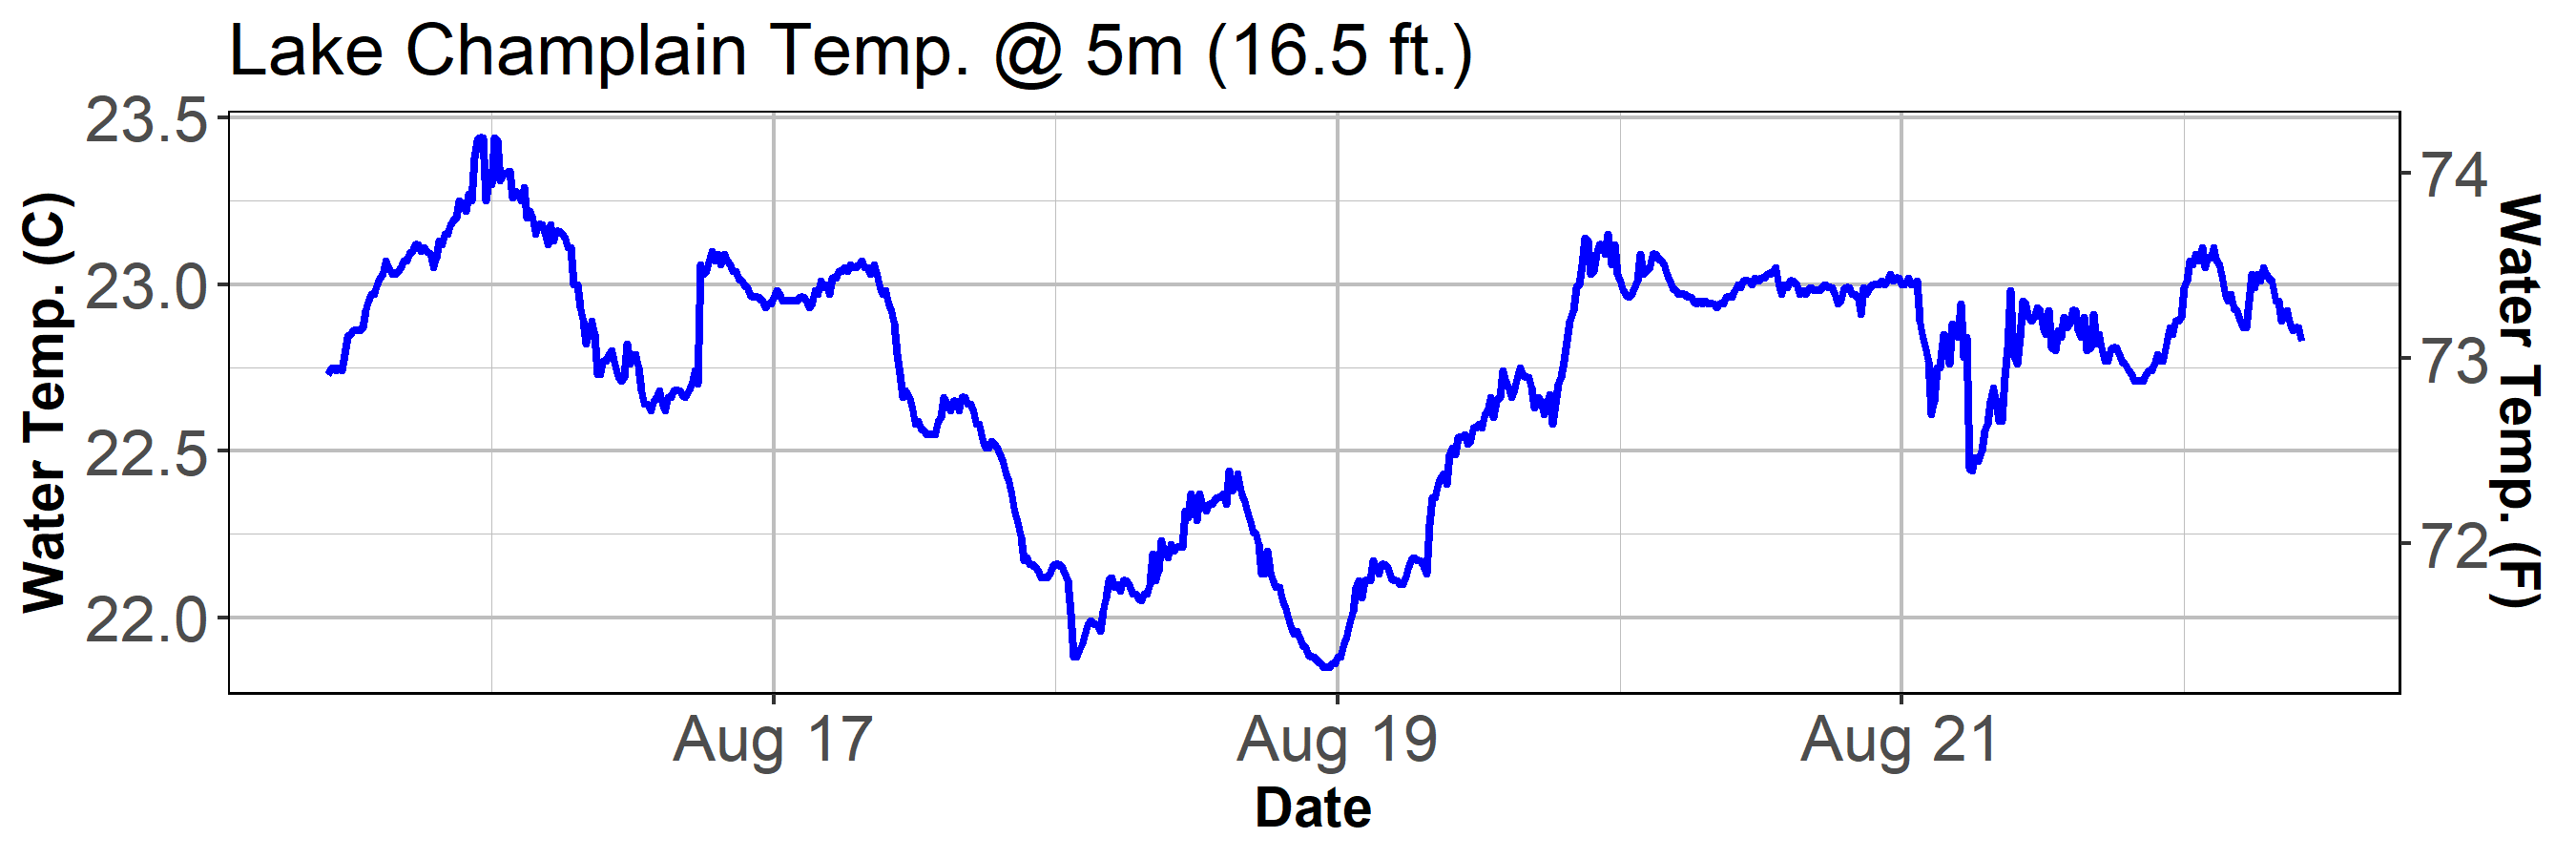 Lake Champlain Temp. @ 5m (16.5 ft.)
Water Temp. (C)
23.5
23.0
22.5
22.0
74
73
72
Water Temp. (F)
Aug 17
Aug 19
Aug 21
Date